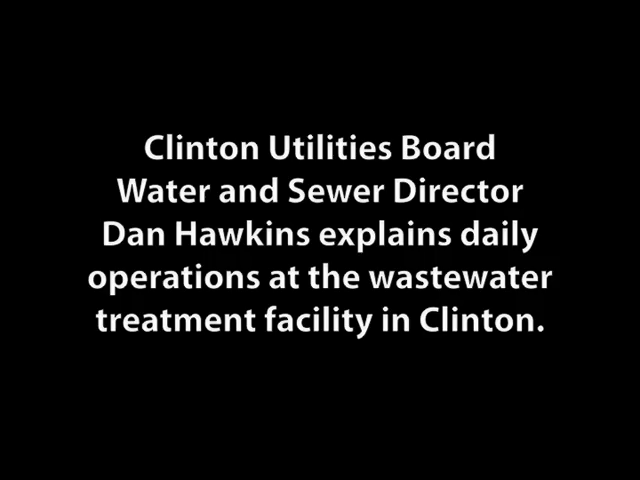 Clinton Utilities Board
Water and Sewer Director
Dan Hawkins explains daily
operations at the wastewater
treatment facility in Clinton.